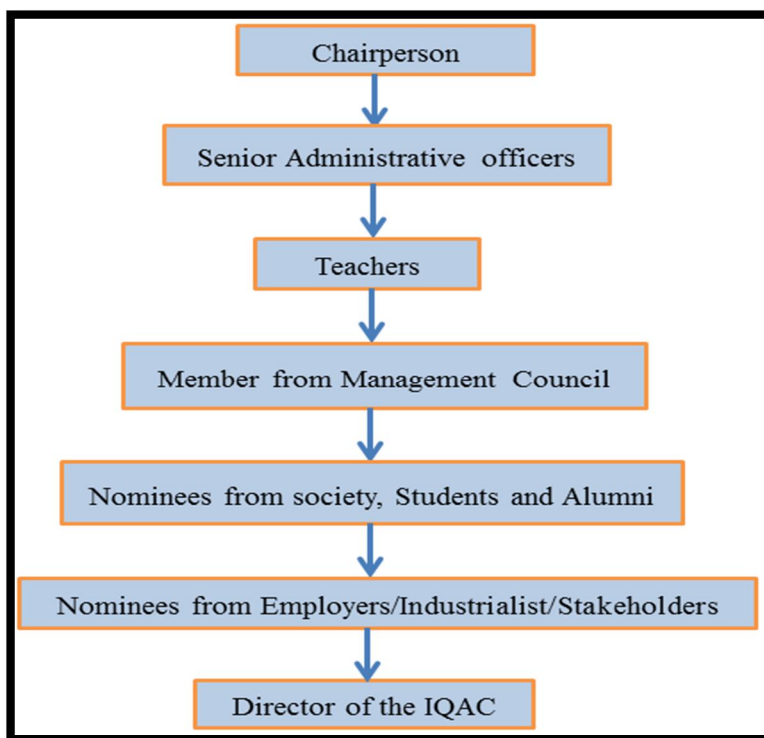 Chairperson
Senior Administrative officers
Teachers
Member from Management Council
Nominees from society, Students and Alumni
Nominees from Employers/Industrialist/Stakeholders
Director of the IQAC